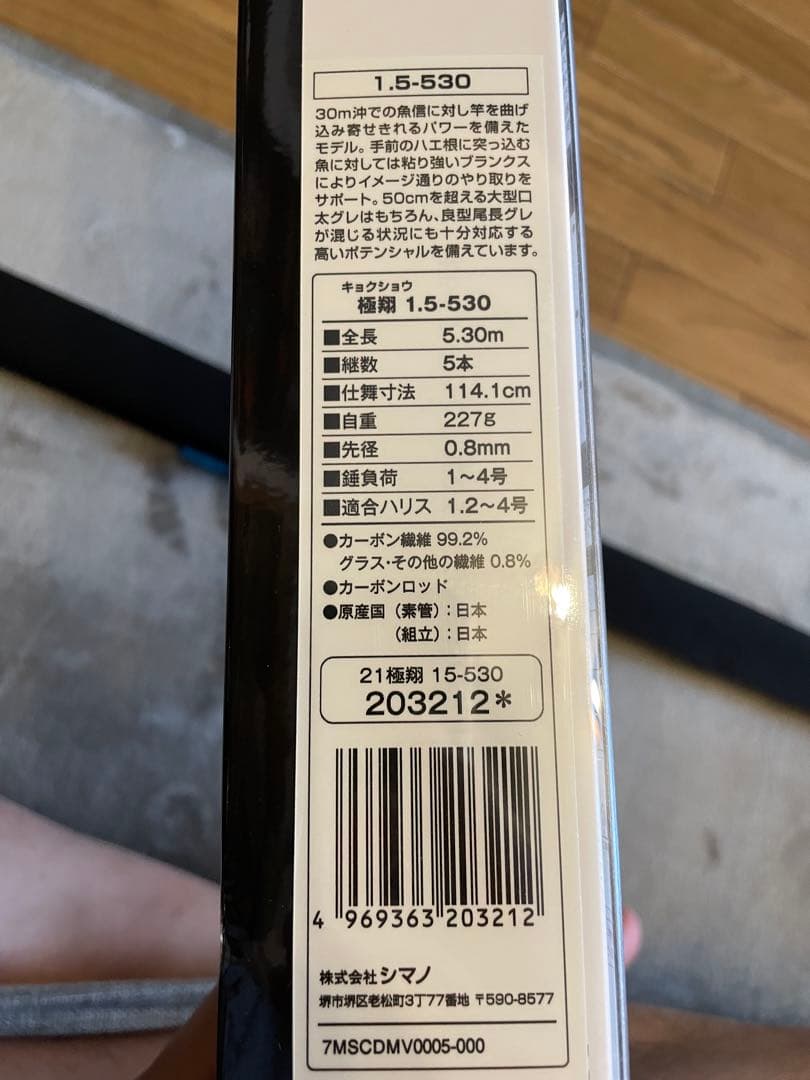 1.5-530
30m沖での魚信に対し竿を曲げ
込み寄せきれるパワーを備えた
モデル。手前のハエ根に突っ込む
魚に対しては粘り強いブランクス
によりイメージ通りのやり取りを
サポート。50cmを超える大型口
太グレはもちろん、良型尾長グレ
が混じる状況にも十分対応する
高いポテンシャルを備えています。
キョクショウ
極翔 1.5-530
■全長 5.30m
■継数 5本
■仕舞寸法 114.1cm
■自重 227g
■先径 0.8mm
■錘負荷 1〜4号
■適合ハリス 1.2〜4号
●カーボン繊維 99.2%
グラス・その他の繊維 0.8%
●カーボンロッド
●原産国（素管）：日本
（組立）：日本
21極翔 15-530
203212*
4 969363 203212
株式会社シマノ
堺市堺区老松町3丁77番地 〒590-8577
7MSCDMV0005-000